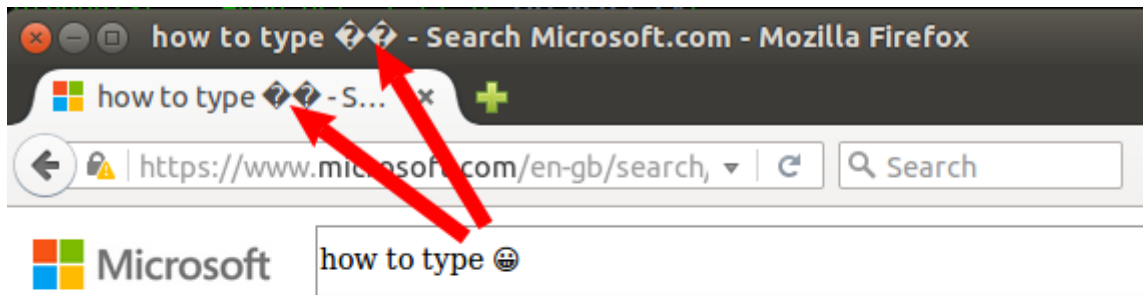 how to type �� - Search Microsoft.com - Mozilla Firefox
how to type �� - S...
https://www.microsoft.com/en-gb/search,
Search
Microsoft
how to type 😀